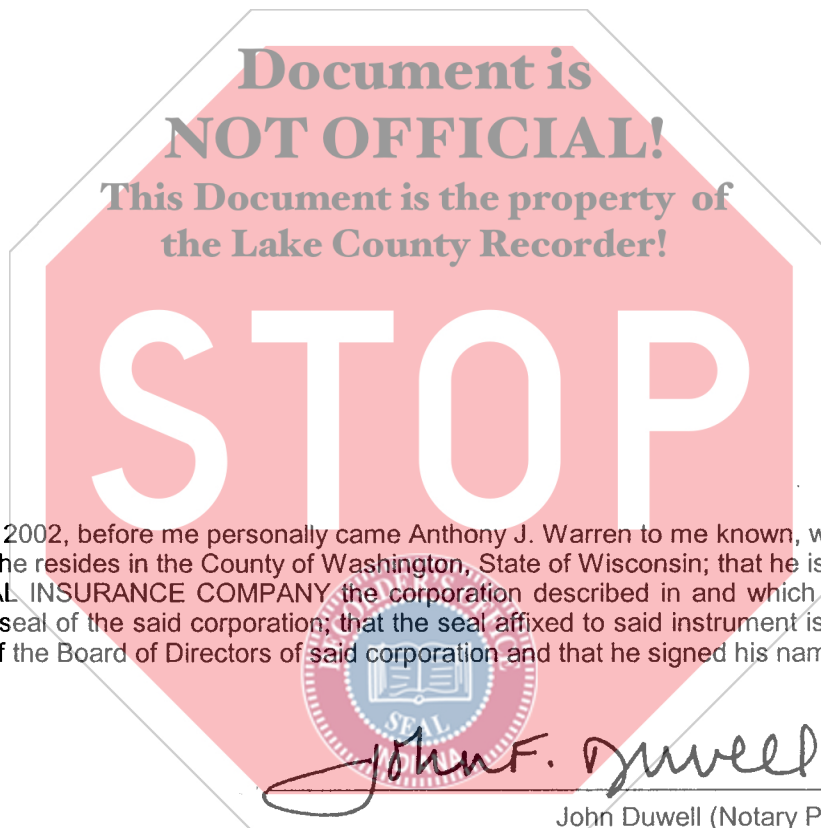 Document is
NOT OFFICIAL!
This Document is the property of
the Lake County Recorder!
STOP
2002, before me personally came Anthony J. Warren to me known, w
he resides in the County of Washington, State of Wisconsin; that he is
AL INSURANCE COMPANY the corporation described in and which
seal of the said corporation; that the seal affixed to said instrument is
f the Board of Directors of said corporation and that he signed his nam
RECORDER'S OFFICE
SEAL
INDIANA
John F. Duwell
John Duwell (Notary P